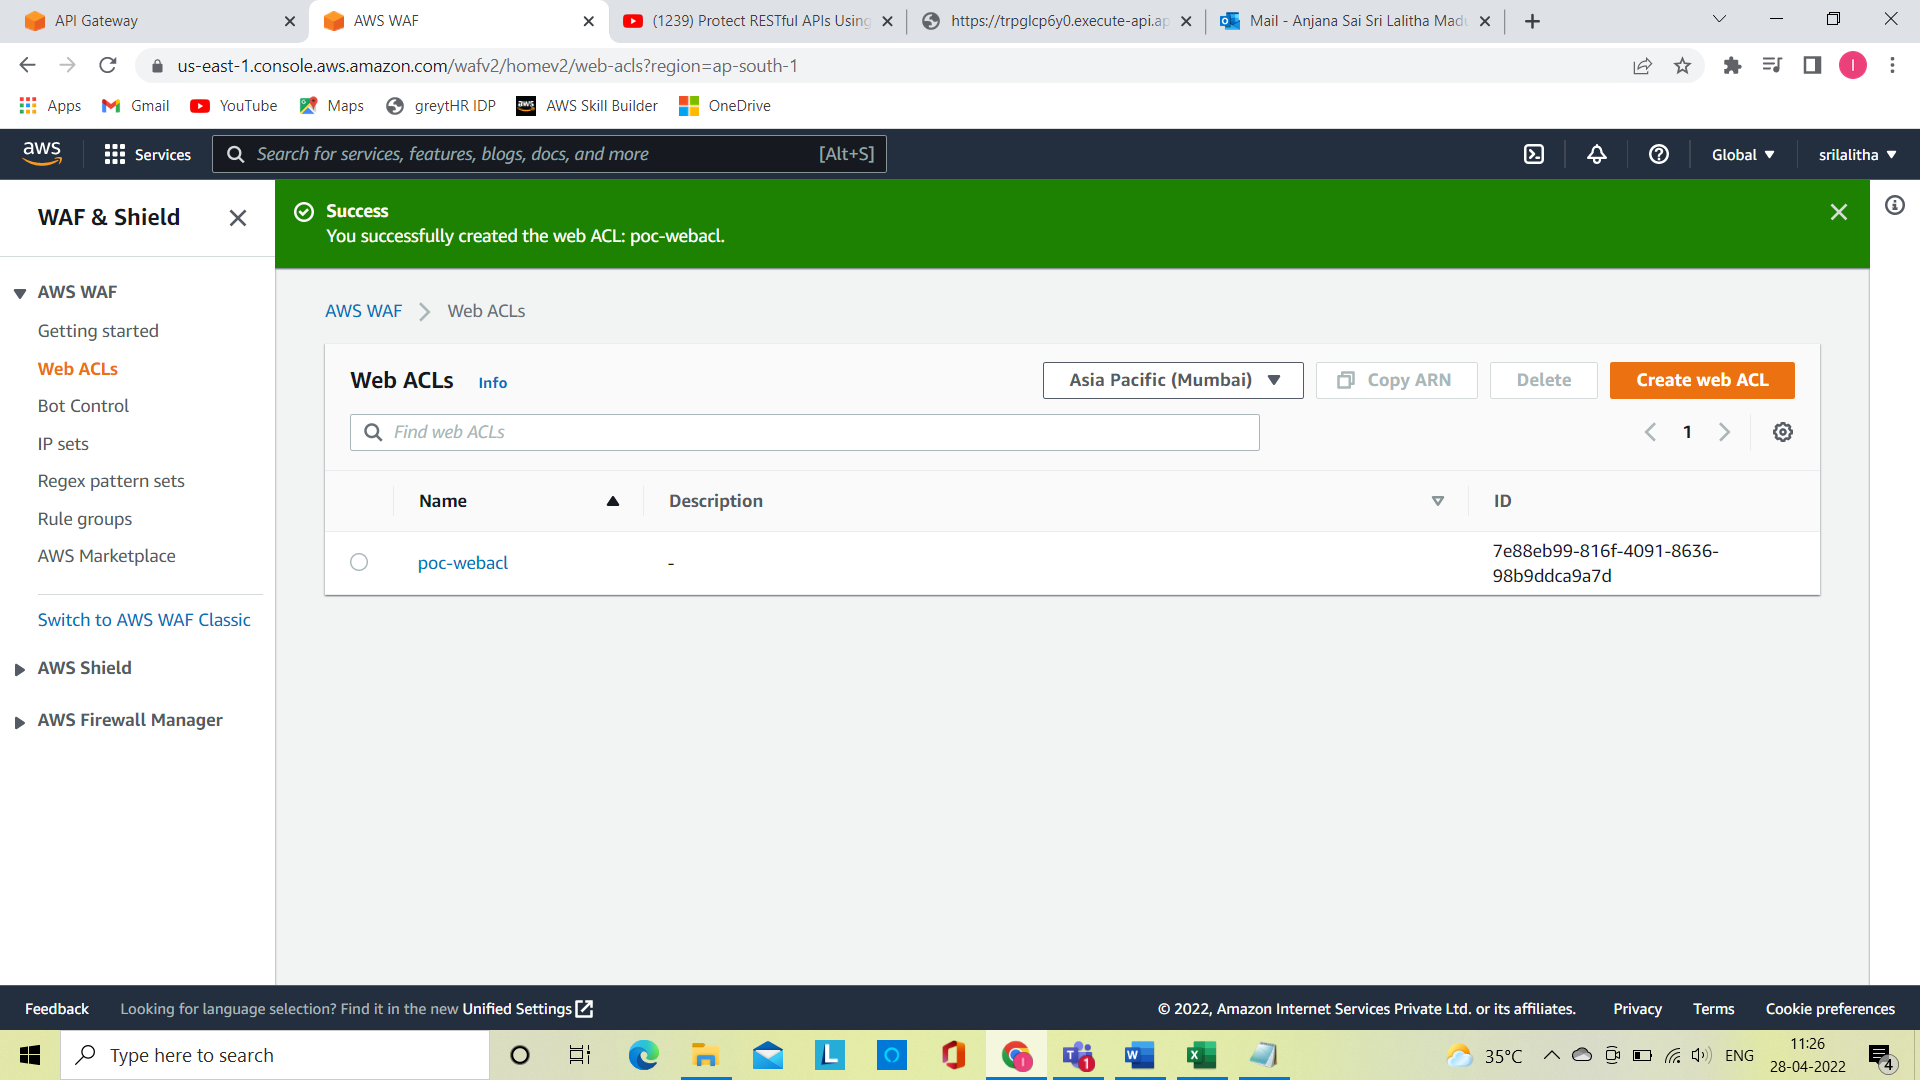 API Gateway
AWS WAF
(1239) Protect RESTful APIs Using
https://trpglcp6y0.execute-api.ap
Mail - Anjana Sai Sri Lalitha Madu
us-east-1.console.aws.amazon.com/wafv2/homev2/web-acls?region=ap-south-1
I
Apps
Gmail
YouTube
Maps
greytHR IDP
aws
AWS Skill Builder
OneDrive
aws
Services
Search for services, features, blogs, docs, and more
[Alt+S]
Global
srilalitha
WAF & Shield
Success
You successfully created the web ACL: poc-webacl.
AWS WAF
Getting started
Web ACLs
Bot Control
IP sets
Regex pattern sets
Rule groups
AWS Marketplace
Switch to AWS WAF Classic
AWS Shield
AWS Firewall Manager
AWS WAF
Web ACLs
Web ACLs Info
Asia Pacific (Mumbai)
Copy ARN
Delete
Create web ACL
Find web ACLs
1
Name
Description
ID
poc-webacl
-
7e88eb99-816f-4091-8636-
98b9ddca9a7d
Feedback
Looking for language selection? Find it in the new Unified Settings
© 2022, Amazon Internet Services Private Ltd. or its affiliates.
Privacy
Terms
Cookie preferences
Type here to search
L
I
T
1
W
X
35°C
ENG
11:26
28-04-2022
4